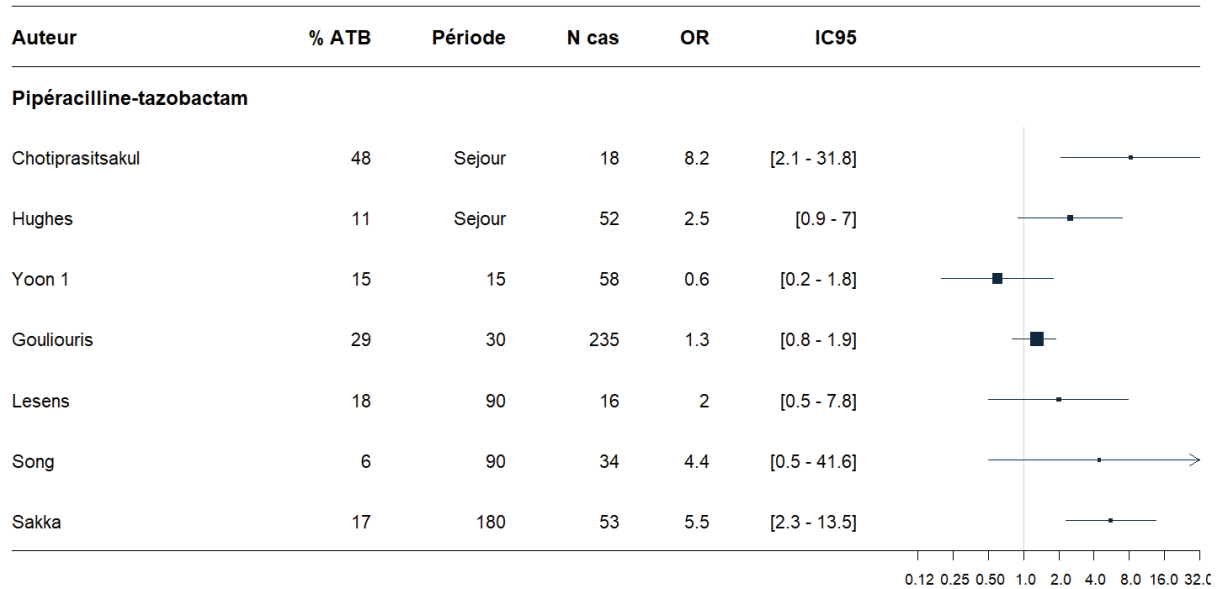 Auteur % ATB Période N cas OR IC95
Pipéracilline-tazobactam
Chotiprasitsakul 48 Sejour 18 8.2 [2.1 - 31.8]
Hughes 11 Sejour 52 2.5 [0.9 - 7]
Yoon 1 15 15 58 0.6 [0.2 - 1.8]
Gouliouris 29 30 235 1.3 [0.8 - 1.9]
Lesens 18 90 16 2 [0.5 - 7.8]
Song 6 90 34 4.4 [0.5 - 41.6]
Sakka 17 180 53 5.5 [2.3 - 13.5]
0.12 0.25 0.50 1.0 2.0 4.0 8.0 16.0 32.0